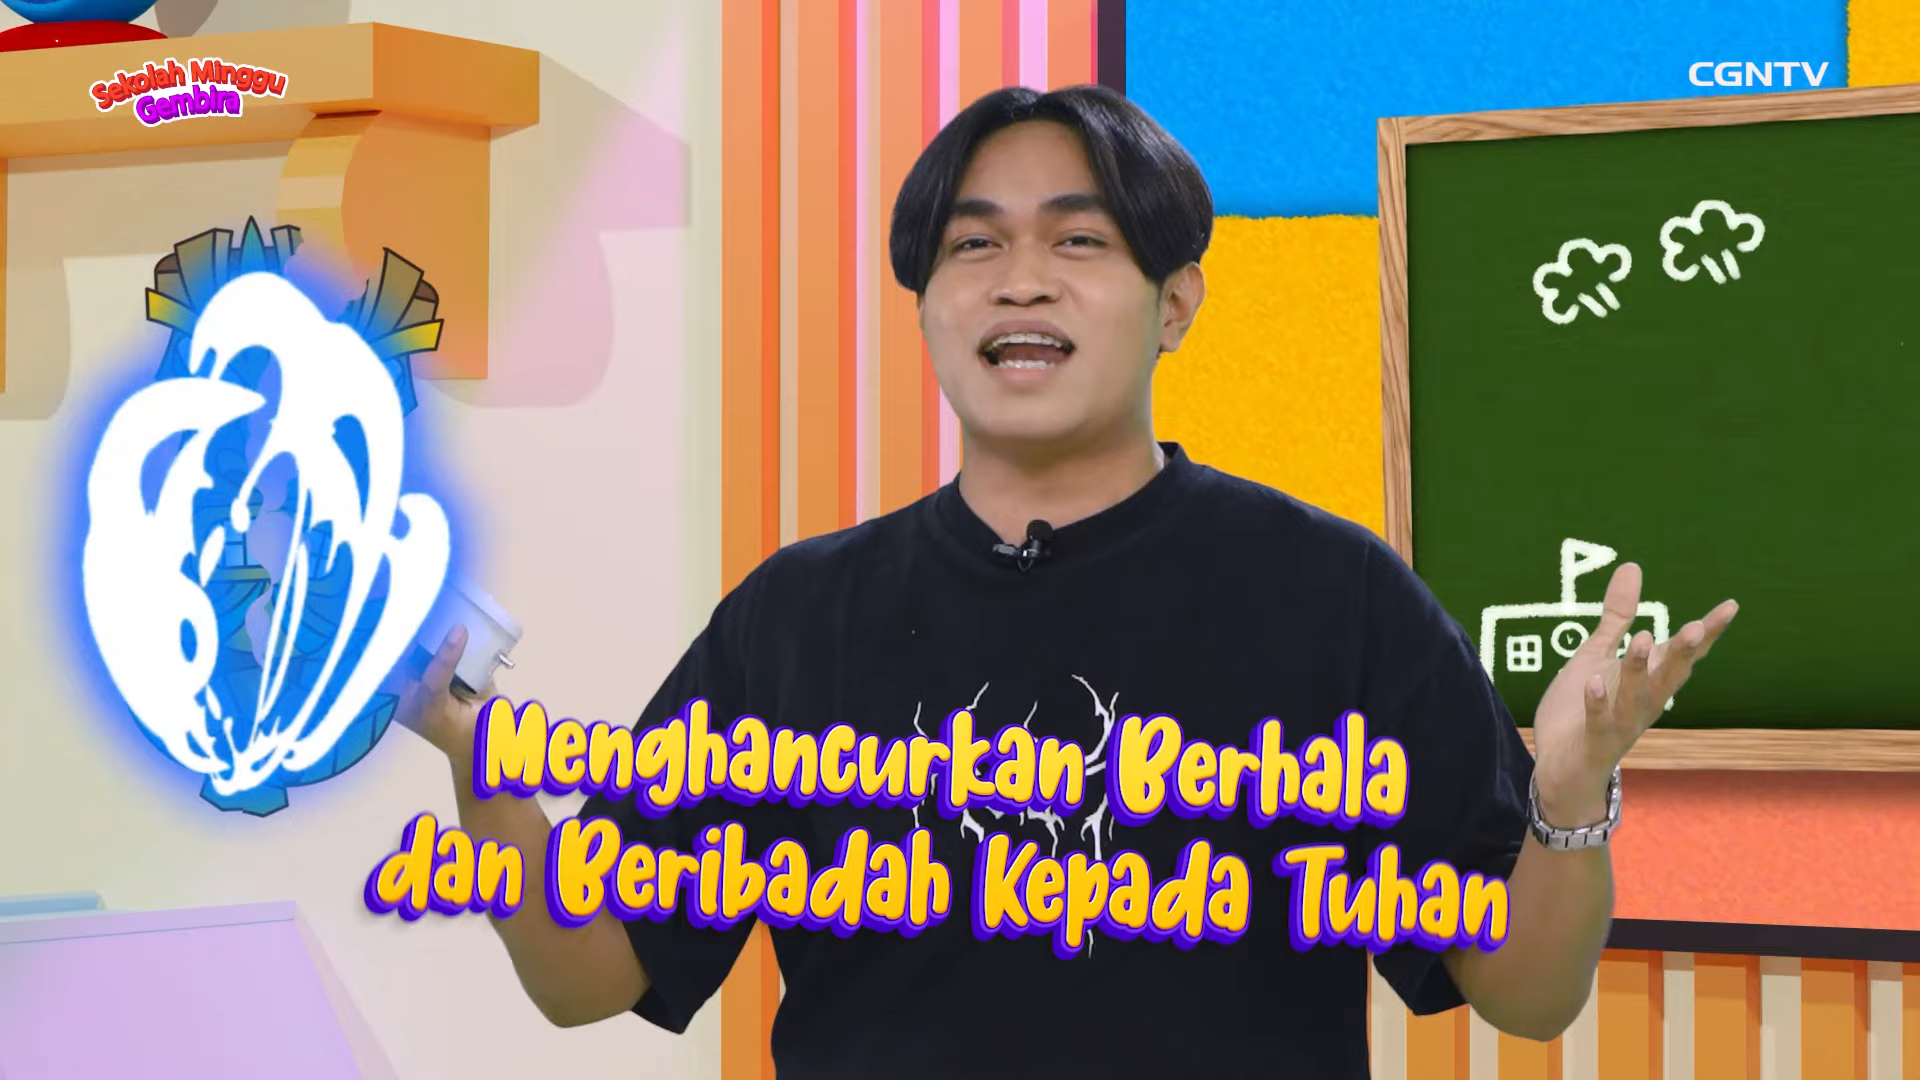 Sekolah Minggu
Gembira
CGNTV
Menghancurkan Berhala
dan Beribadah Kepada Tuhan